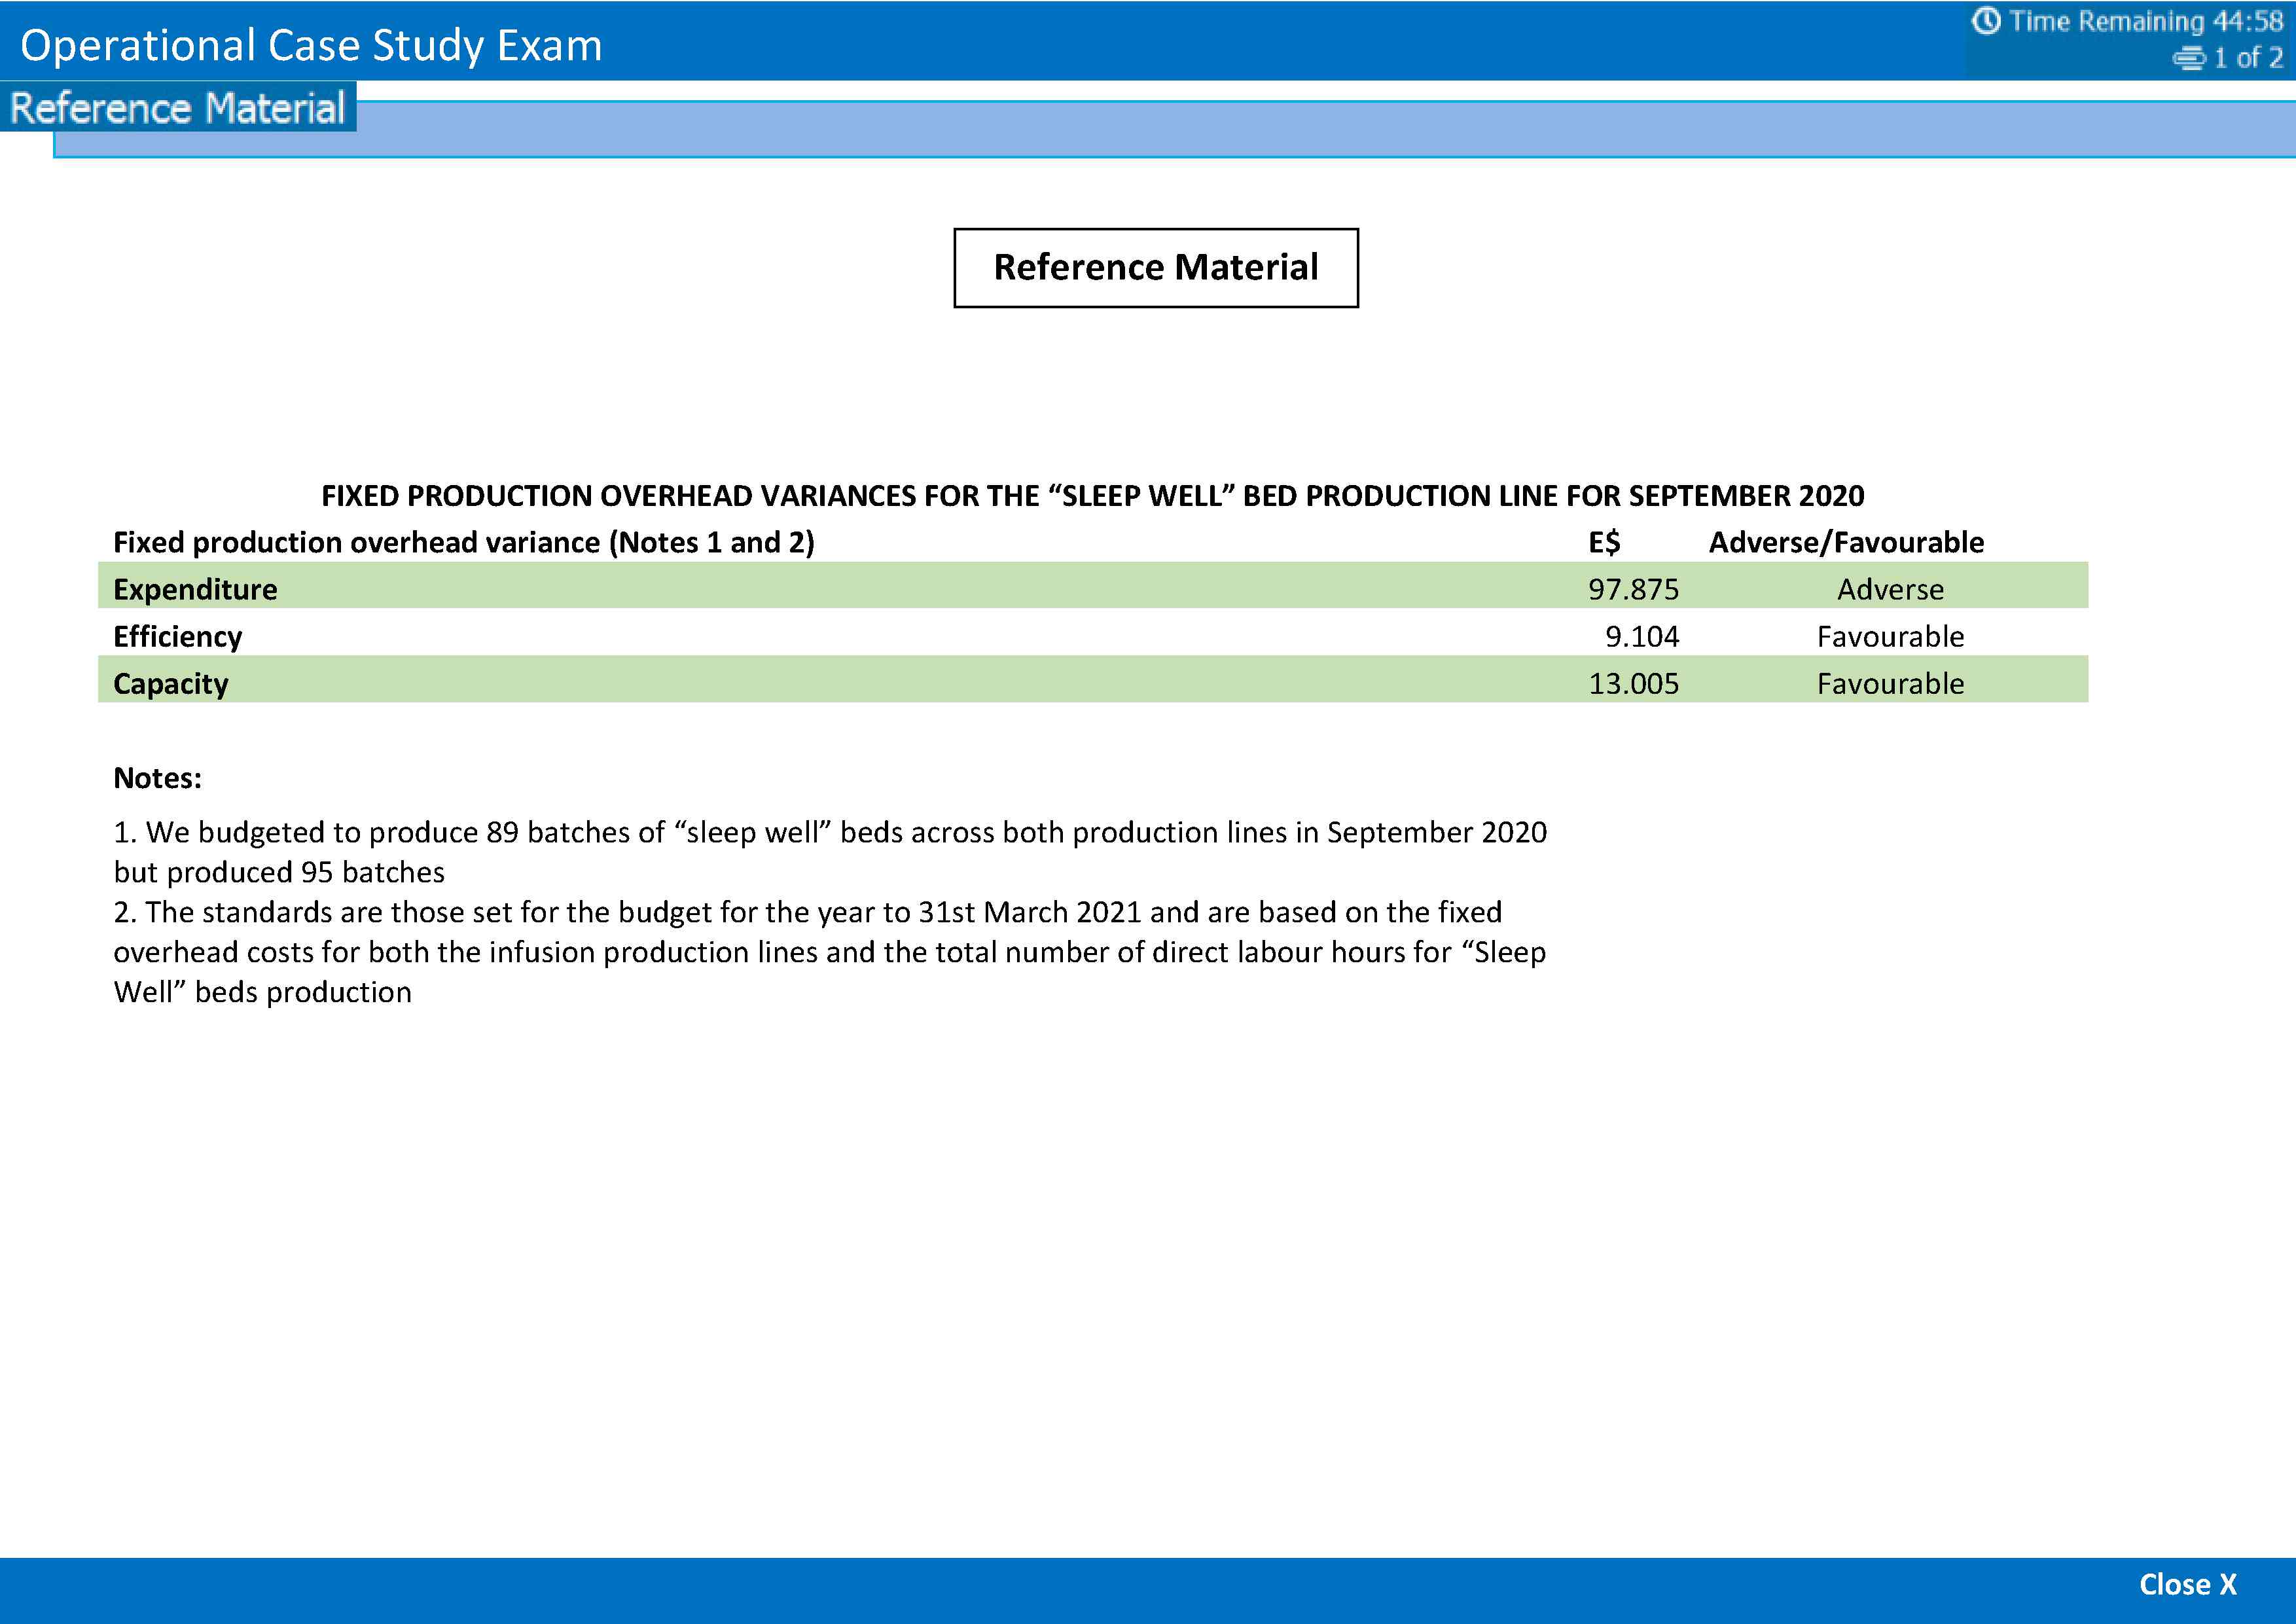 Operational Case Study Exam
Time Remaining 44:58
1 of 2
Reference Material
Reference Material
FIXED PRODUCTION OVERHEAD VARIANCES FOR THE “SLEEP WELL” BED PRODUCTION LINE FOR SEPTEMBER 2020
Fixed production overhead variance (Notes 1 and 2) E$ Adverse/Favourable
Expenditure 97.875 Adverse
Efficiency 9.104 Favourable
Capacity 13.005 Favourable
Notes:
1. We budgeted to produce 89 batches of “sleep well” beds across both production lines in September 2020
but produced 95 batches
2. The standards are those set for the budget for the year to 31st March 2021 and are based on the fixed
overhead costs for both the infusion production lines and the total number of direct labour hours for “Sleep
Well” beds production
Close X